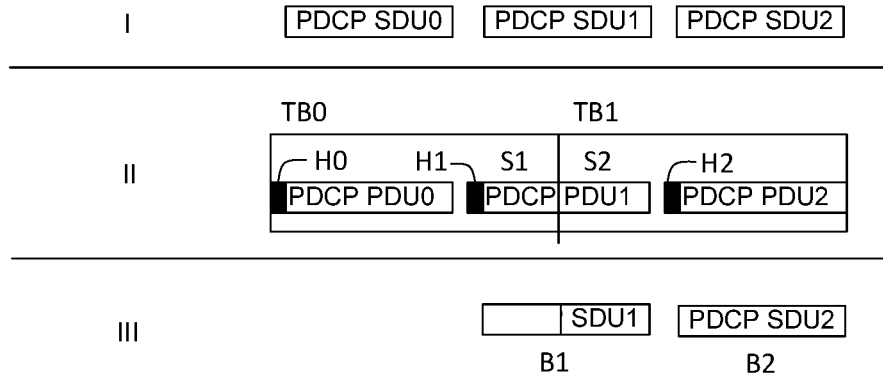 I PDCP SDU0 PDCP SDU1 PDCP SDU2
TB0 TB1
H0 H1 S1 S2 H2
II PDCP PDU0 PDCP PDU1 PDCP PDU2
III SDU1 PDCP SDU2
B1 B2